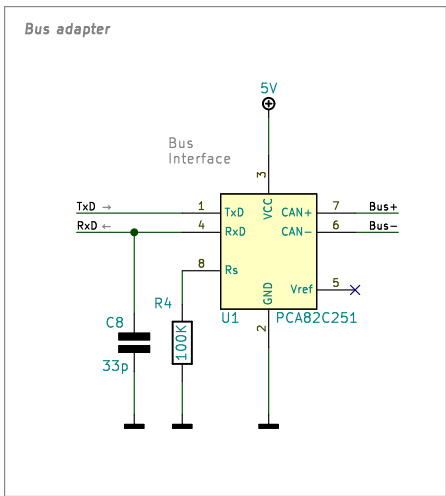 Bus adapter
5V
Bus
Interface
3
VCC
TxD → 1 TxD CAN+ 7 Bus+
RxD ← 4 RxD CAN- 6 Bus-
8 Rs
Vref 5
GND
R4
U1 PCA82C251
2
C8
100K
33p